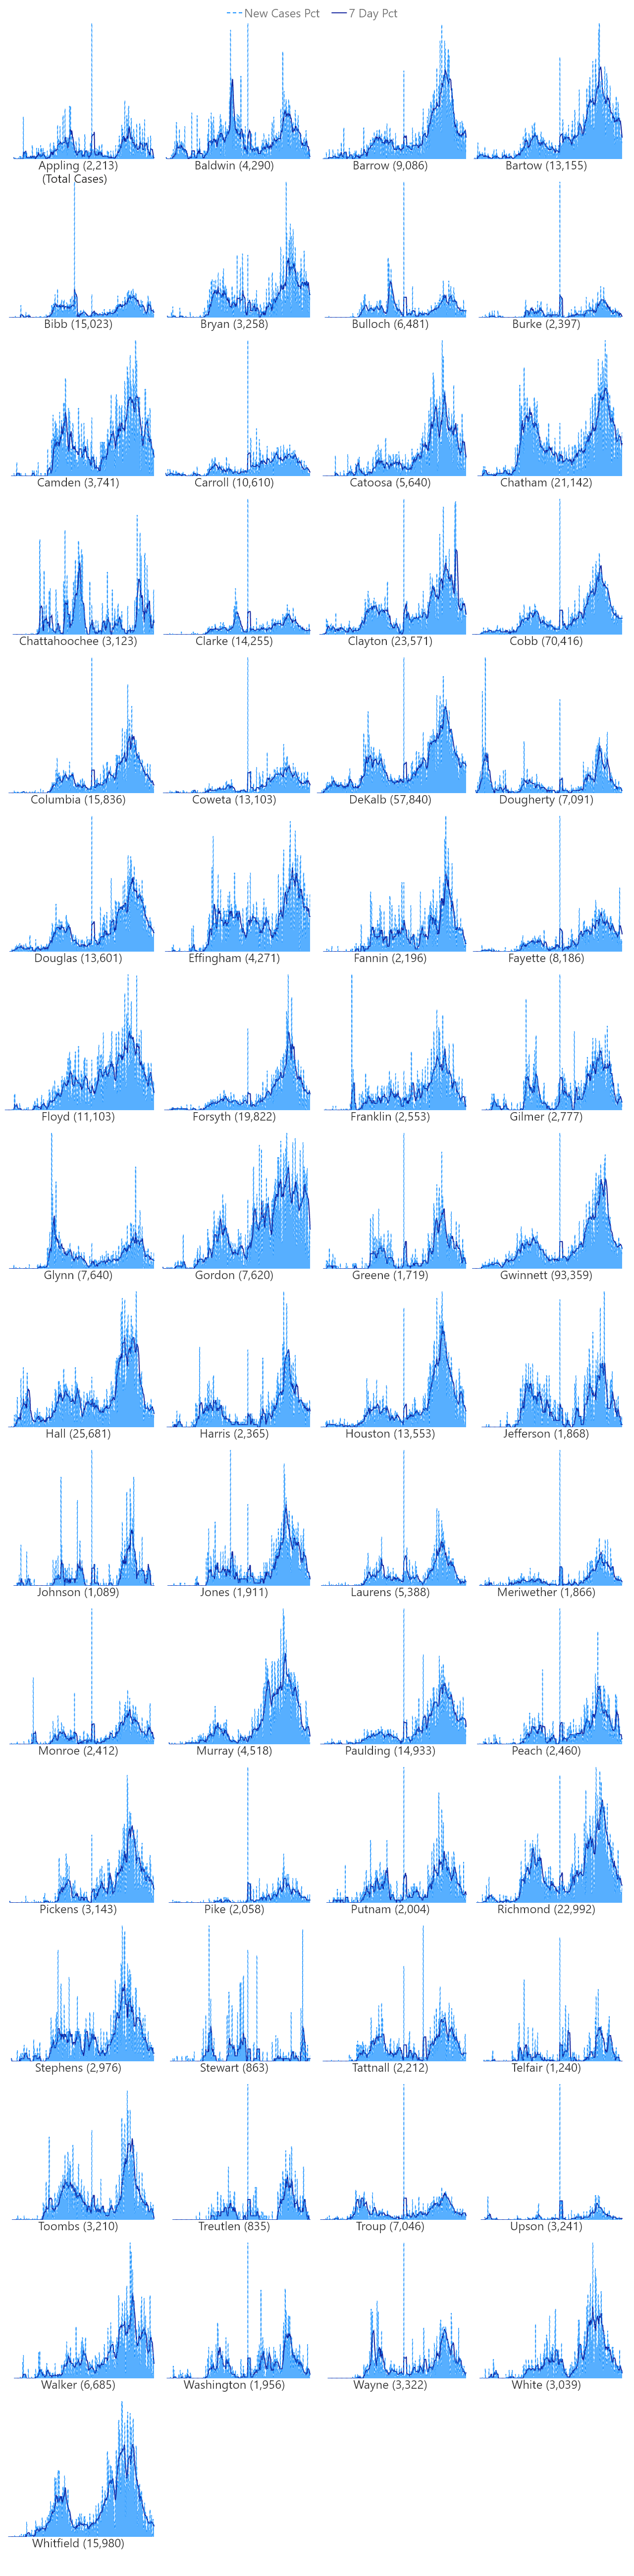 New Cases Pct 7 Day Pct
Appling (2,213) Baldwin (4,290) Barrow (9,086) Bartow (13,155)
(Total Cases)
Bibb (15,023) Bryan (3,258) Bulloch (6,481) Burke (2,397)
Camden (3,741) Carroll (10,610) Catoosa (5,640) Chatham (21,142)
Chattahoochee (3,123) Clarke (14,255) Clayton (23,571) Cobb (70,416)
Columbia (15,836) Coweta (13,103) DeKalb (57,840) Dougherty (7,091)
Douglas (13,601) Effingham (4,271) Fannin (2,196) Fayette (8,186)
Floyd (11,103) Forsyth (19,822) Franklin (2,553) Gilmer (2,777)
Glynn (7,640) Gordon (7,620) Greene (1,719) Gwinnett (93,359)
Hall (25,681) Harris (2,365) Houston (13,553) Jefferson (1,868)
Johnson (1,089) Jones (1,911) Laurens (5,388) Meriwether (1,866)
Monroe (2,412) Murray (4,518) Paulding (14,933) Peach (2,460)
Pickens (3,143) Pike (2,058) Putnam (2,004) Richmond (22,992)
Stephens (2,976) Stewart (863) Tattnall (2,212) Telfair (1,240)
Toombs (3,210) Treutlen (835) Troup (7,046) Upson (3,241)
Walker (6,685) Washington (1,956) Wayne (3,322) White (3,039)
Whitfield (15,980)